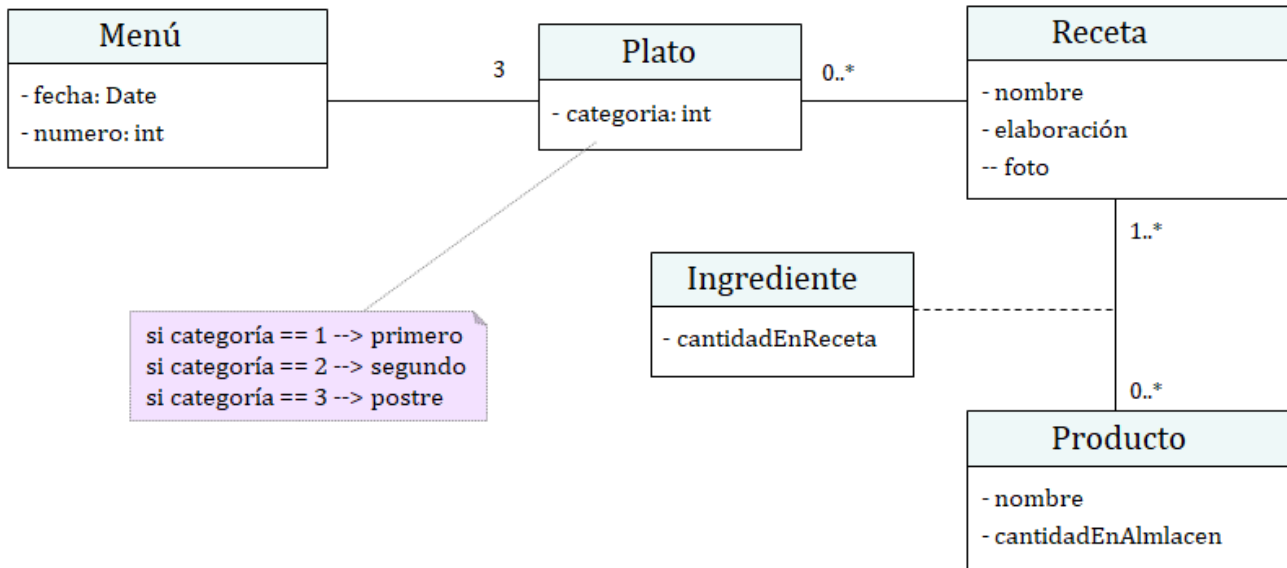 Menú
- fecha: Date
- numero: int
3
Plato
- categoria: int
0..*
Receta
- nombre
- elaboración
-- foto
1..*
Ingrediente
- cantidadEnReceta
si categoría == 1 --> primero
si categoría == 2 --> segundo
si categoría == 3 --> postre
0..*
Producto
- nombre
- cantidadEnAlmlacen